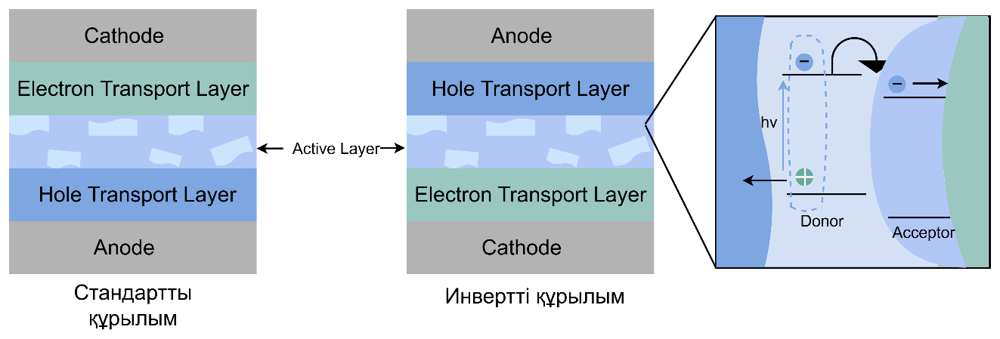 Cathode
Electron Transport Layer
Hole Transport Layer
Anode
Стандартты
құрылым
Active Layer
Anode
Hole Transport Layer
Electron Transport Layer
Cathode
Инвертті құрылым
hv
Donor
Acceptor